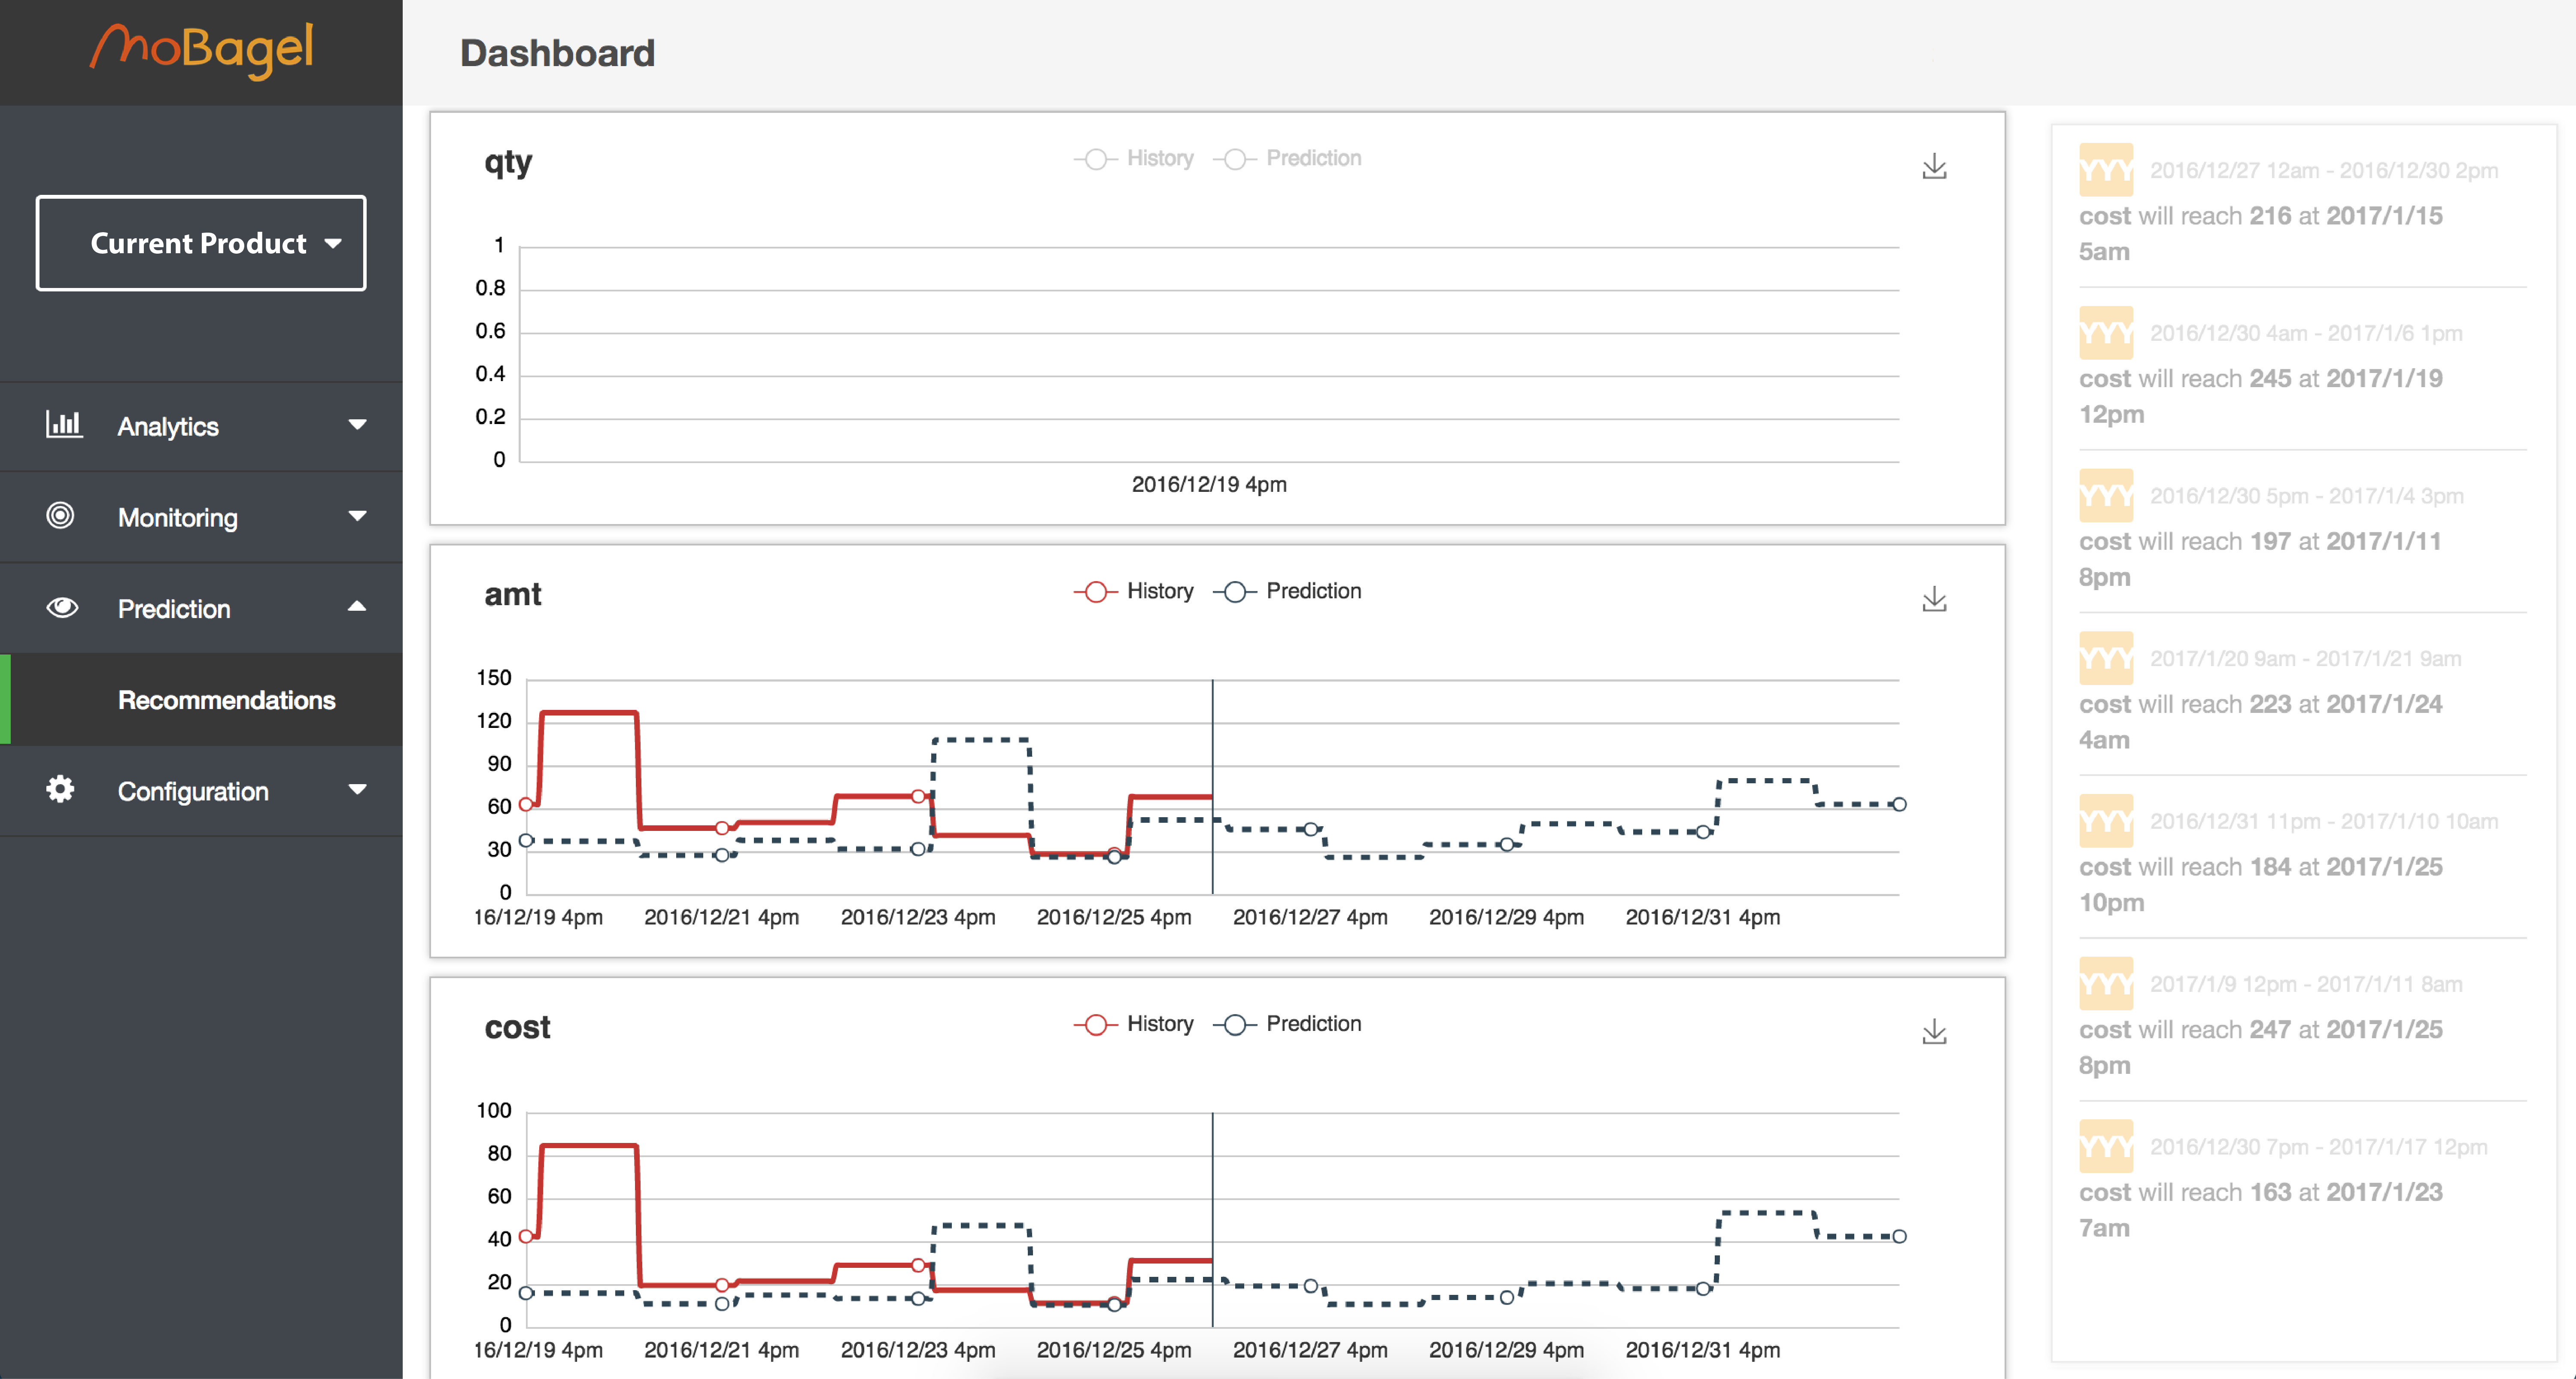 MoBagel
Dashboard
Current Product
Analytics
Monitoring
Prediction
Recommendations
Configuration
qty
History Prediction
1
0.8
0.6
0.4
0.2
0
2016/12/19 4pm
amt
History Prediction
150
120
90
60
30
0
16/12/19 4pm 2016/12/21 4pm 2016/12/23 4pm 2016/12/25 4pm 2016/12/27 4pm 2016/12/29 4pm 2016/12/31 4pm
cost
History Prediction
100
80
60
40
20
0
16/12/19 4pm 2016/12/21 4pm 2016/12/23 4pm 2016/12/25 4pm 2016/12/27 4pm 2016/12/29 4pm 2016/12/31 4pm
YYY 2016/12/27 12am - 2016/12/30 2pm
cost will reach 216 at 2017/1/15
5am
YYY 2016/12/30 4am - 2017/1/6 1pm
cost will reach 245 at 2017/1/19
12pm
YYY 2016/12/30 5pm - 2017/1/4 3pm
cost will reach 197 at 2017/1/11
8pm
YYY 2017/1/20 9am - 2017/1/21 9am
cost will reach 223 at 2017/1/24
4am
YYY 2016/12/31 11pm - 2017/1/10 10am
cost will reach 184 at 2017/1/25
10pm
YYY 2017/1/9 12pm - 2017/1/11 8am
cost will reach 247 at 2017/1/25
8pm
YYY 2016/12/30 7pm - 2017/1/17 12pm
cost will reach 163 at 2017/1/23
7am